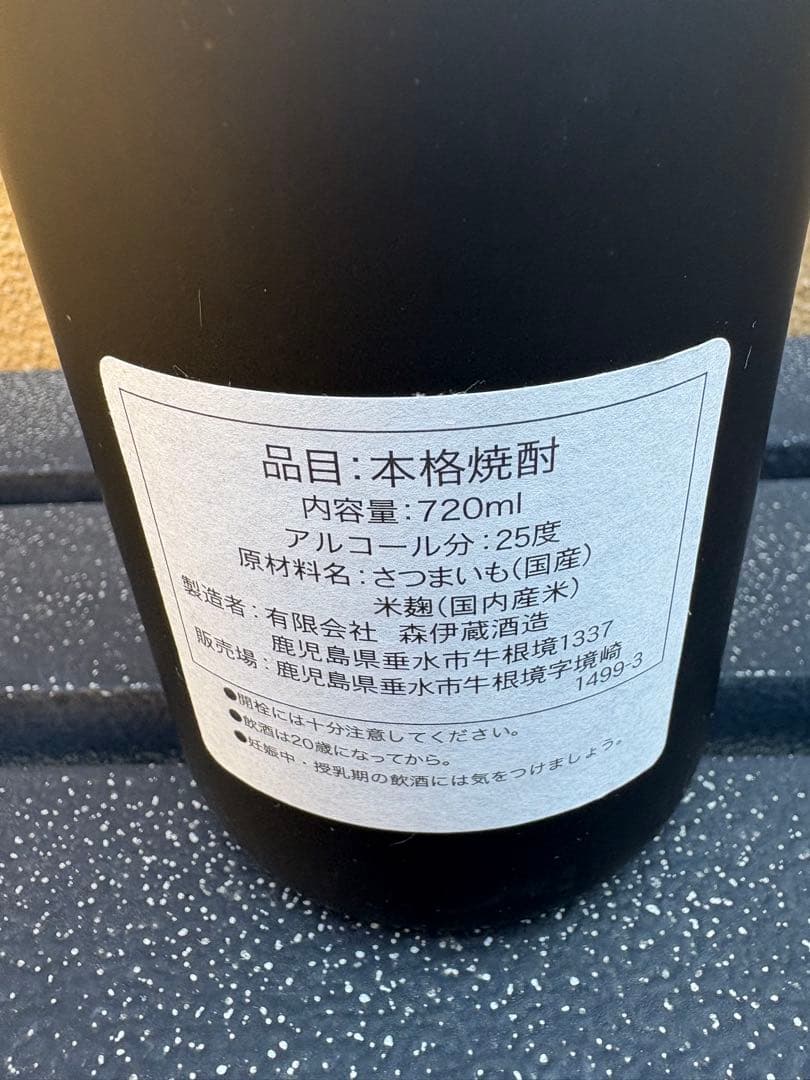 品目:本格焼酎
内容量:720ml
アルコール分:25度
原材料名:さつまいも(国産)
米麹(国内産米)
製造者:有限会社 森伊蔵酒造
鹿児島県垂水市牛根境1337
販売場:鹿児島県垂水市牛根境字境崎
1499-3
●開栓には十分注意してください。
●飲酒は20歳になってから。
●妊娠中・授乳期の飲酒には気をつけましょう。